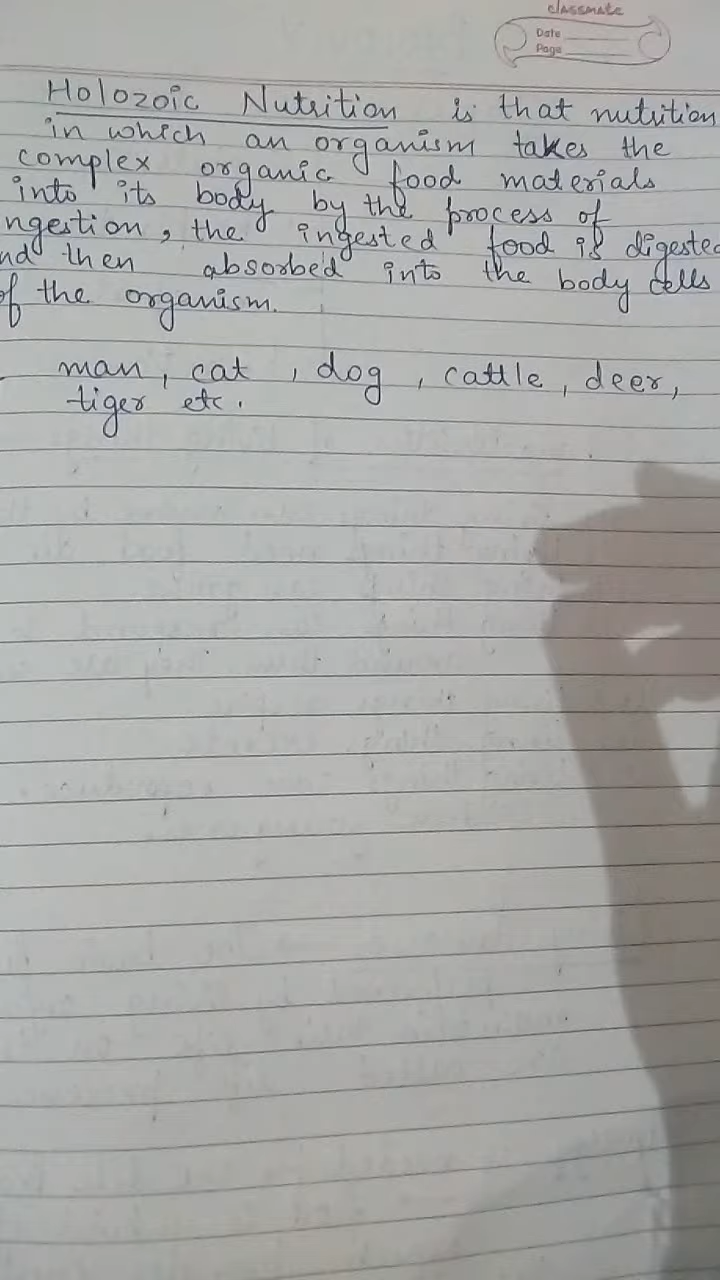 classmate
Date
Page
Holozoic Nutrition is that nutrition
in which an organism takes the
complex organic food materials
into its body by the process of
ngestion, the ingested food is digested
nd then absorbed into the body cells
of the organism.
man, cat, dog, cattle, deer,
tiger etc.